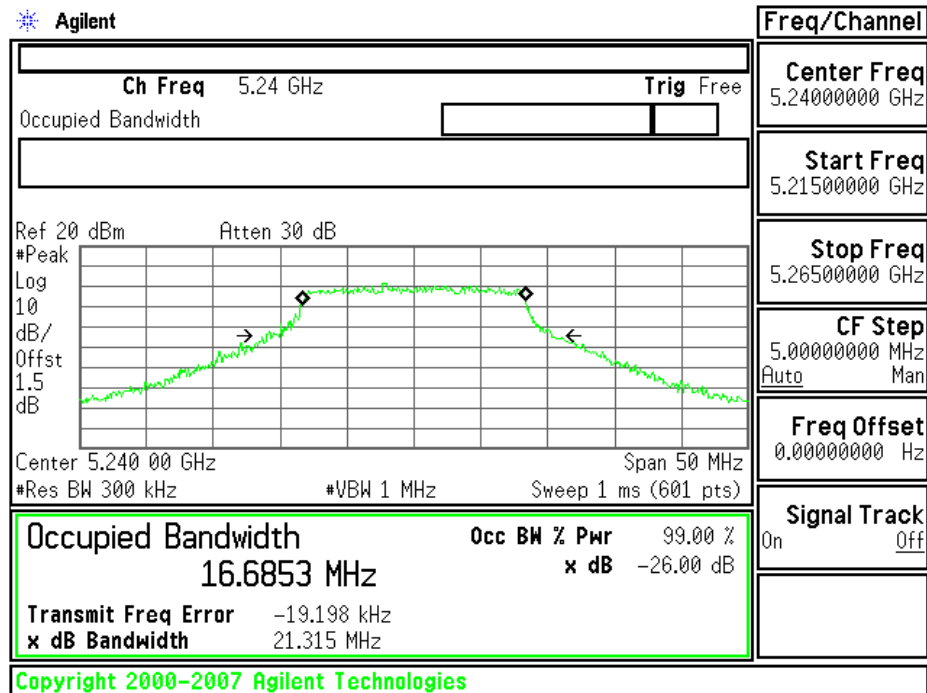 Agilent
Freq/Channel
Ch Freq 5.24 GHz Trig Free
Occupied Bandwidth
Center Freq
5.24000000 GHz
Start Freq
5.21500000 GHz
Stop Freq
5.26500000 GHz
CF Step
5.00000000 MHz
Auto Man
Freq Offset
0.00000000 Hz
Signal Track
On Off
Ref 20 dBm Atten 30 dB
#Peak
Log
10
dB/
Offst
1.5
dB
Center 5.240 00 GHz Span 50 MHz
#Res BW 300 kHz #VBW 1 MHz Sweep 1 ms (601 pts)
Occupied Bandwidth Occ BW % Pwr 99.00 %
16.6853 MHz x dB -26.00 dB
Transmit Freq Error -19.198 kHz
x dB Bandwidth 21.315 MHz
Copyright 2000-2007 Agilent Technologies